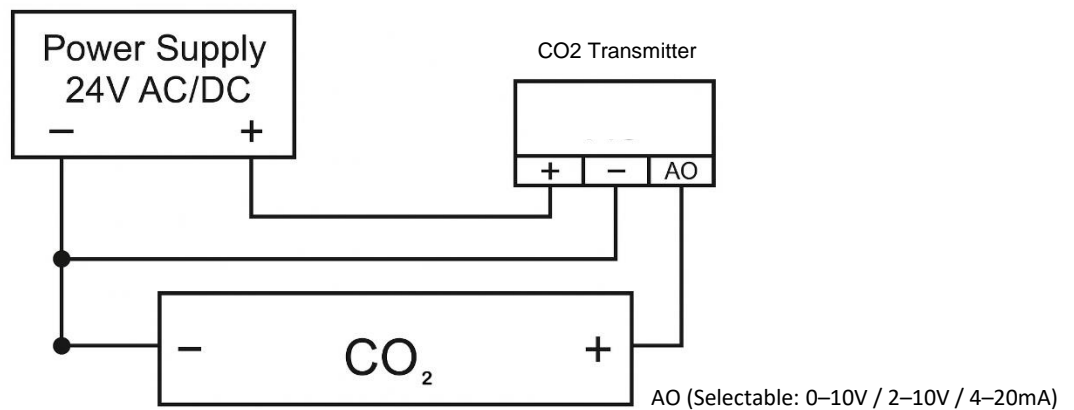 Power Supply
24V AC/DC
− +
CO2 Transmitter
+ − AO
− CO₂ +
AO (Selectable: 0–10V / 2–10V / 4–20mA)